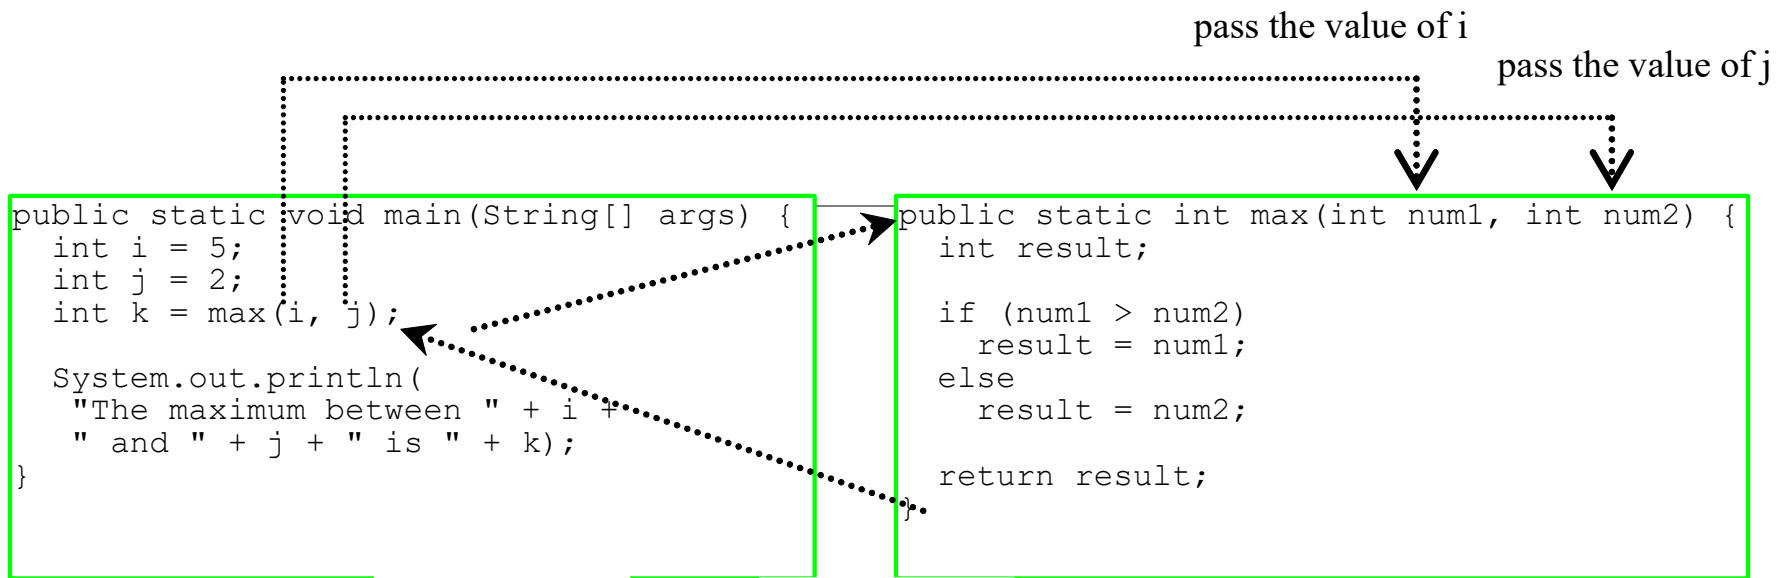 pass the value of i
pass the value of j
public static void main(String[] args) {
  int i = 5;
  int j = 2;
  int k = max(i, j);

  System.out.println(
   "The maximum between " + i +
   " and " + j + " is " + k);
}
public static int max(int num1, int num2) {
  int result;

  if (num1 > num2)
    result = num1;
  else
    result = num2;

  return result;
}